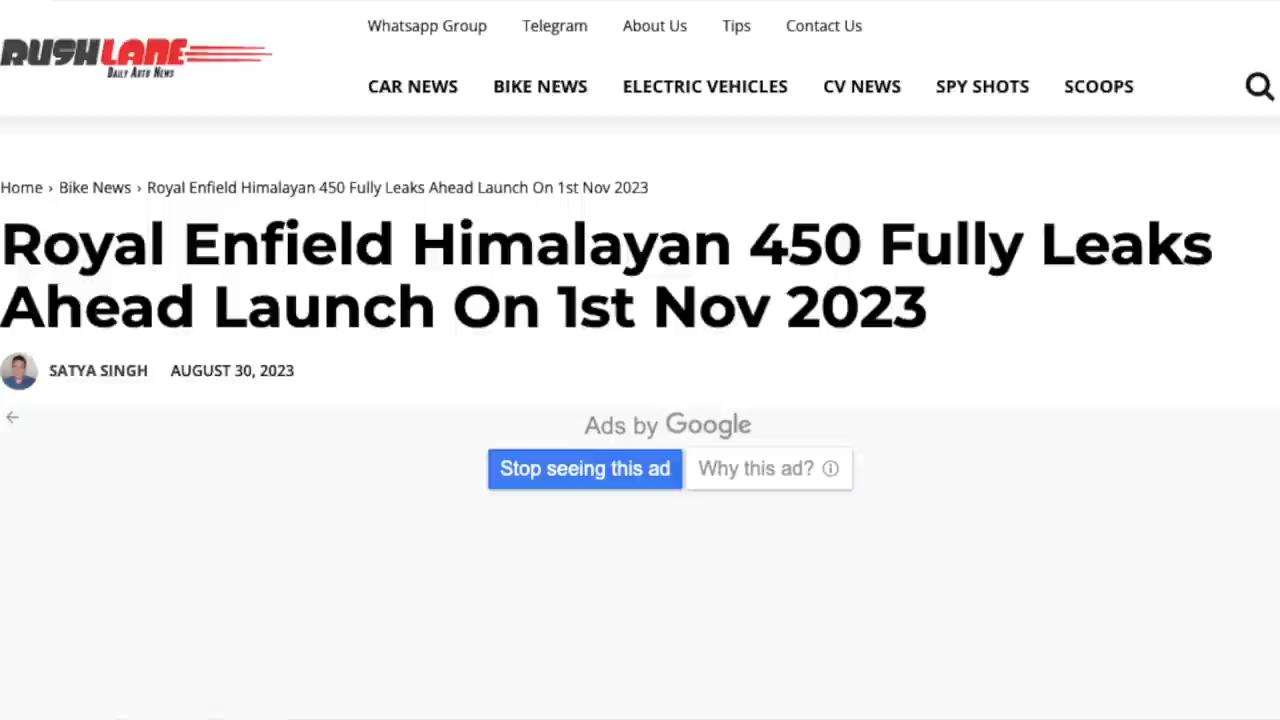 Whatsapp Group Telegram About Us Tips Contact Us
RUSHLANE
DAILY AUTO NEWS
CAR NEWS BIKE NEWS ELECTRIC VEHICLES CV NEWS SPY SHOTS SCOOPS
Home › Bike News › Royal Enfield Himalayan 450 Fully Leaks Ahead Launch On 1st Nov 2023
Royal Enfield Himalayan 450 Fully Leaks
Ahead Launch On 1st Nov 2023
SATYA SINGH AUGUST 30, 2023
Ads by Google
Stop seeing this ad Why this ad?